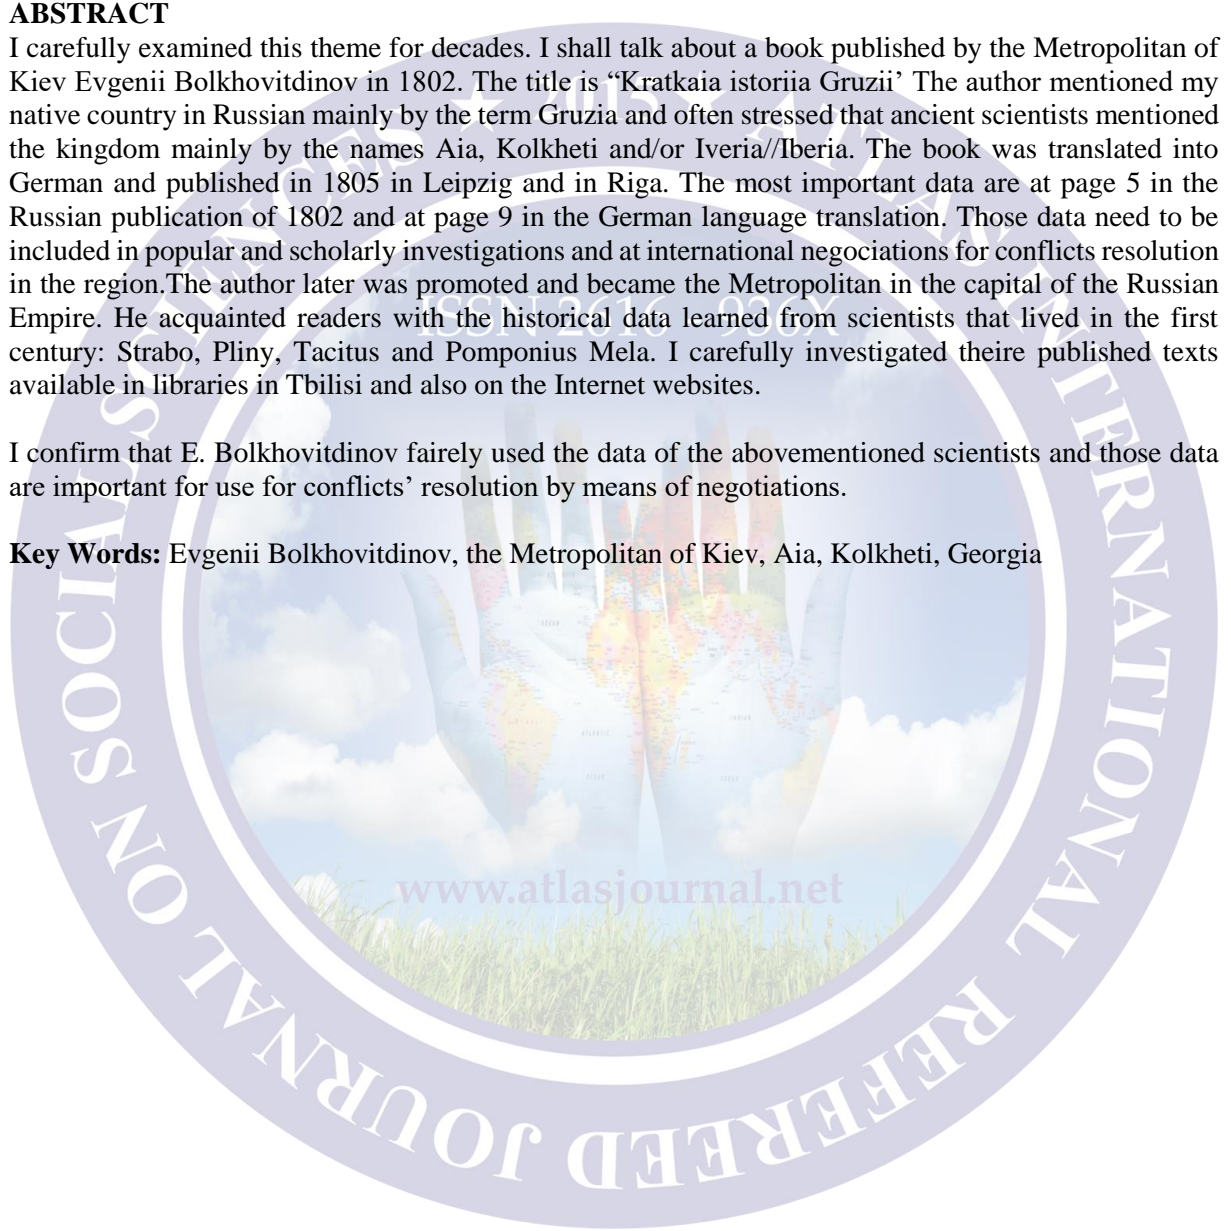 ABSTRACT
I carefully examined this theme for decades. I shall talk about a book published by the Metropolitan of
Kiev Evgenii Bolkhovitdinov in 1802. The title is “Kratkaia istoriia Gruzii’ The author mentioned my
native country in Russian mainly by the term Gruzia and often stressed that ancient scientists mentioned
the kingdom mainly by the names Aia, Kolkheti and/or Iveria//Iberia. The book was translated into
German and published in 1805 in Leipzig and in Riga. The most important data are at page 5 in the
Russian publication of 1802 and at page 9 in the German language translation. Those data need to be
included in popular and scholarly investigations and at international negociations for conflicts resolution
in the region.The author later was promoted and became the Metropolitan in the capital of the Russian
Empire. He acquainted readers with the historical data learned from scientists that lived in the first
century: Strabo, Pliny, Tacitus and Pomponius Mela. I carefully investigated theire published texts
available in libraries in Tbilisi and also on the Internet websites.
I confirm that E. Bolkhovitdinov fairely used the data of the abovementioned scientists and those data
are important for use for conflicts’ resolution by means of negotiations.
Key Words: Evgenii Bolkhovitdinov, the Metropolitan of Kiev, Aia, Kolkheti, Georgia
★ 2015 ★
ATLAS INTERNATIONAL REFEREED JOURNAL ON SOCIAL SCIENCES
ISSN 2616 - 936X
www.atlasjournal.net